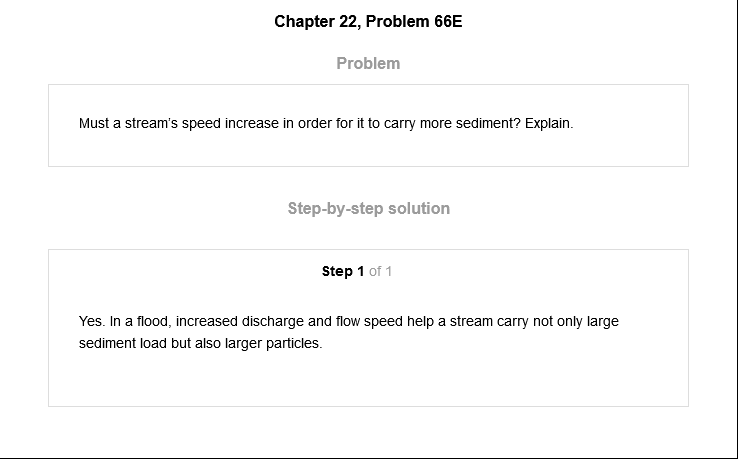 Chapter 22, Problem 66E
Problem
Must a stream’s speed increase in order for it to carry more sediment? Explain.
Step-by-step solution
Step 1 of 1
Yes. In a flood, increased discharge and flow speed help a stream carry not only large
sediment load but also larger particles.